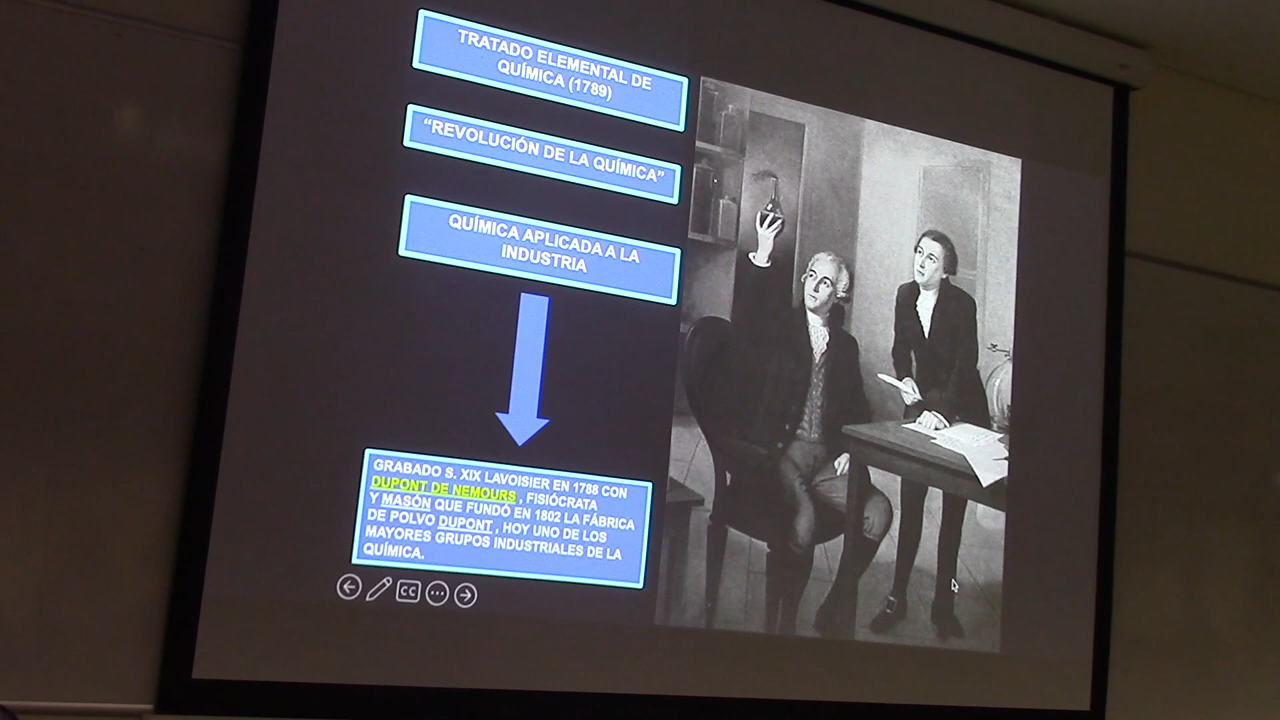 TRATADO ELEMENTAL DE
QUÍMICA (1789)
“REVOLUCIÓN DE LA QUÍMICA”
QUÍMICA APLICADA A LA
INDUSTRIA
GRABADO S. XIX LAVOISIER EN 1788 CON
DUPONT DE NEMOURS , FISIÓCRATA
Y MASÓN QUE FUNDÓ EN 1802 LA FÁBRICA
DE POLVO DUPONT , HOY UNO DE LOS
MAYORES GRUPOS INDUSTRIALES DE LA
QUÍMICA.
CC